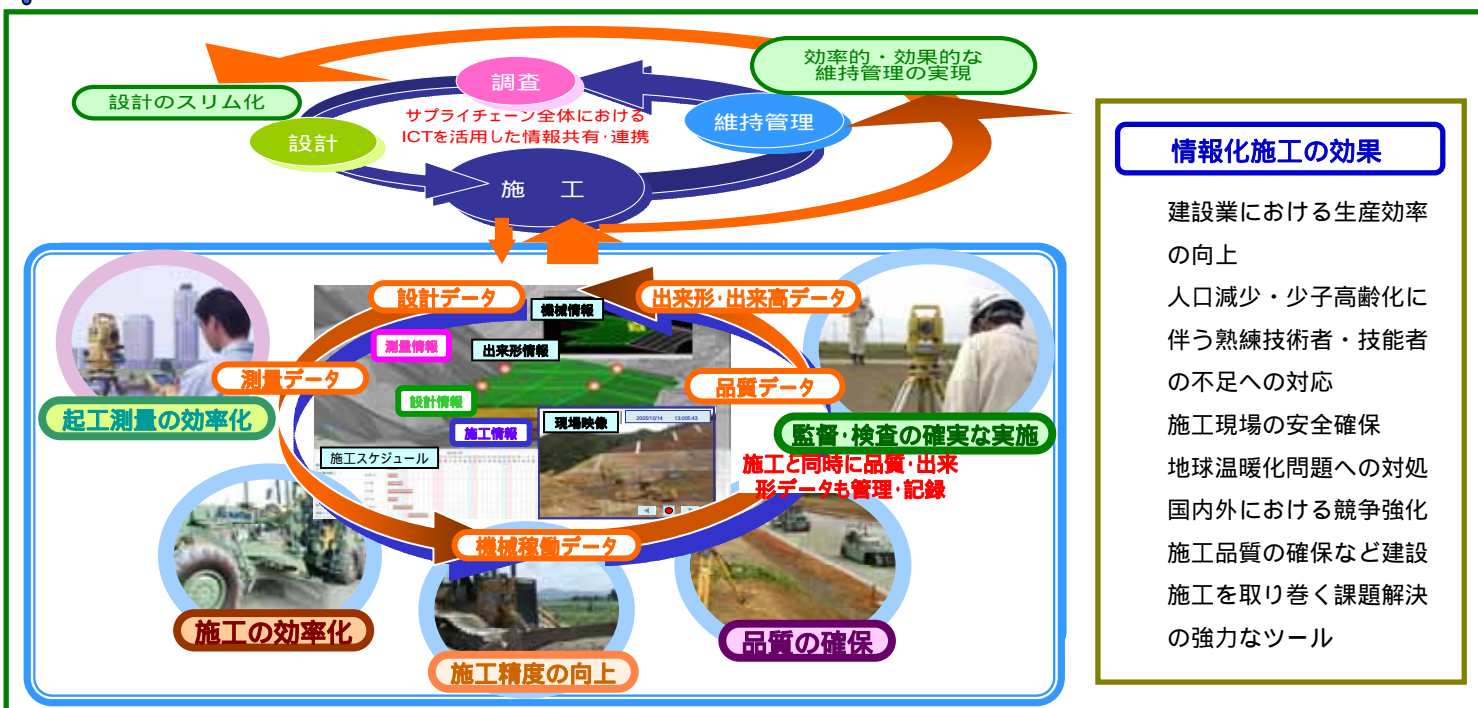 効率的・効果的な
維持管理の実現
調査
設計のスリム化
サプライチェーン全体における
ICTを活用した情報共有・連携
維持管理
設計
施　工
情報化施工の効果
建設業における生産効率
の向上
人口減少・少子高齢化に
伴う熟練技術者・技能者
の不足への対応
施工現場の安全確保
地球温暖化問題への対処
国内外における競争強化
施工品質の確保など建設
施工を取り巻く課題解決
の強力なツール
設計データ
出来形・出来高データ
機械情報
測量情報
出来形情報
測量データ
品質データ
設計情報
起工測量の効率化
施工情報
現場映像
2005/10/14 13:005:43
監督・検査の確実な実施
施工スケジュール
施工と同時に品質・出来
形データも管理・記録
機械稼働データ
施工の効率化
品質の確保
施工精度の向上